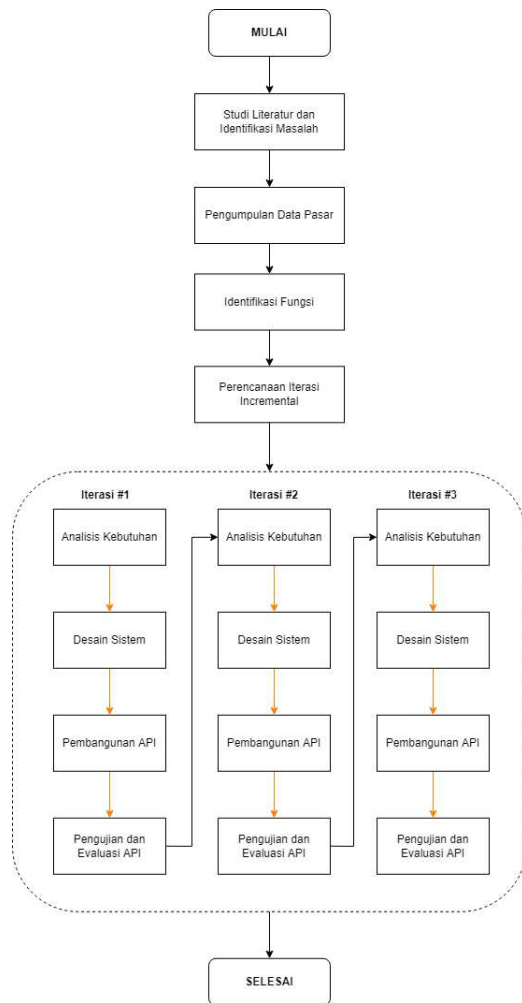 MULAI
Studi Literatur dan
Identifikasi Masalah
Pengumpulan Data Pasar
Identifikasi Fungsi
Perencanaan Iterasi
Incremental
Iterasi #1
Analisis Kebutuhan
Desain Sistem
Pembangunan API
Pengujian dan
Evaluasi API
Iterasi #2
Analisis Kebutuhan
Desain Sistem
Pembangunan API
Pengujian dan
Evaluasi API
Iterasi #3
Analisis Kebutuhan
Desain Sistem
Pembangunan API
Pengujian dan
Evaluasi API
SELESAI